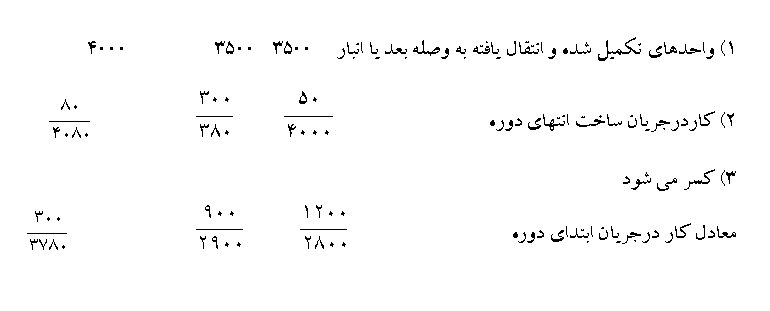 ۱) واحدهای تکمیل شده و انتقال یافته به وصله بعد یا انبار ۳۵۰۰ ۳۵۰۰ ۴۰۰۰
۵۰ ۳۰۰ ۸۰
۲) کاردرجریان ساخت انتهای دوره ۴۰۰۰ ۳۸۰ ۴۰۸۰
۳) کسر می شود
۱۲۰۰ ۹۰۰ ۳۰۰
معادل کار درجریان ابتدای دوره ۲۸۰۰ ۲۹۰۰ ۳۷۸۰